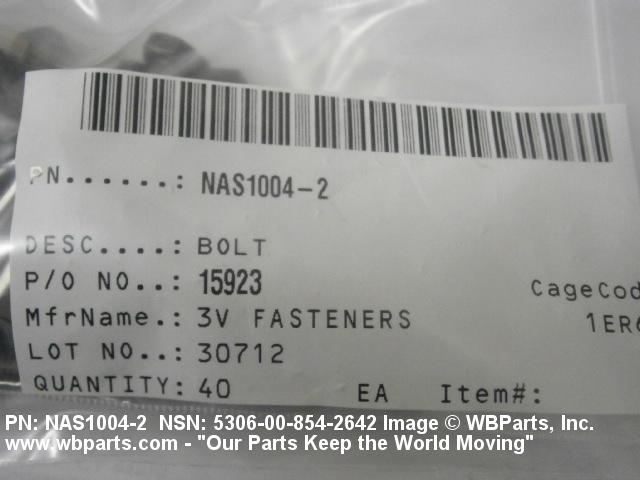 PN......: NAS1004-2
DESC....: BOLT
P/O NO..: 15923
CageCod
MfrName.: 3V FASTENERS
1ER6
LOT NO..: 30712
QUANTITY: 40 EA Item#:
PN: NAS1004-2 NSN: 5306-00-854-2642 Image © WBParts, Inc.
www.wbparts.com - "Our Parts Keep the World Moving"